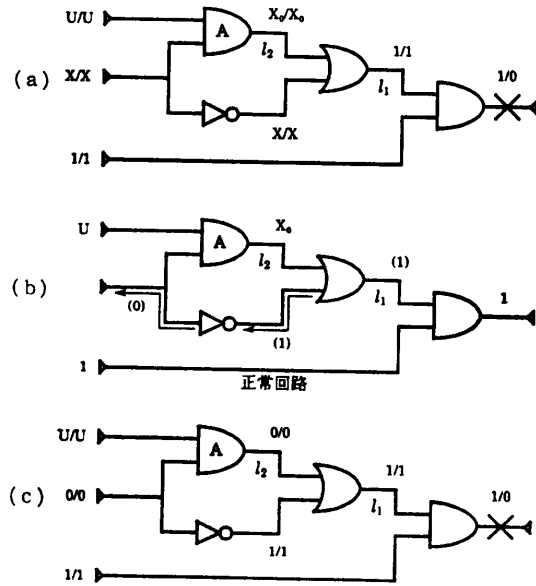 (a)
U/U
A
X₀/X₀
l₂
1/1
l₁
1/0
X/X
X/X
1/1
(b)
U
A
X₀
l₂
(1)
l₁
1
(0)
(1)
1
正常回路
(c)
U/U
A
0/0
l₂
1/1
l₁
1/0
0/0
1/1
1/1